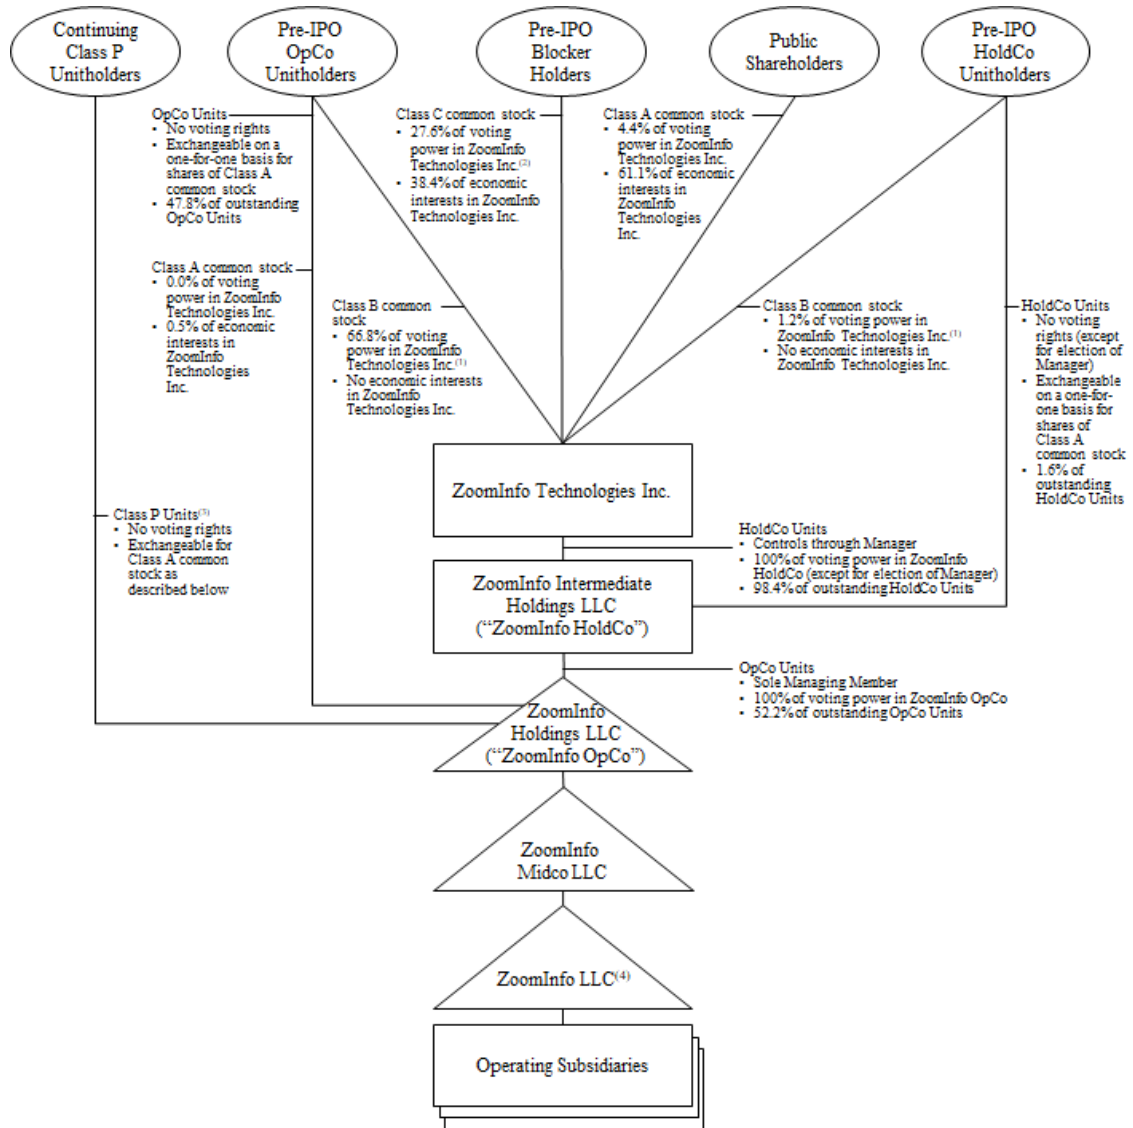 Continuing
Class P
Unitholders
Pre-IPO
OpCo
Unitholders
Pre-IPO
Blocker
Holders
Public
Shareholders
Pre-IPO
HoldCo
Unitholders
OpCo Units
▪ No voting rights
▪ Exchangeable on a
one-for-one basis for
shares of Class A
common stock
▪ 47.8% of outstanding
OpCo Units
Class C common stock
▪ 27.6% of voting
power in ZoomInfo
Technologies Inc.(2)
▪ 38.4% of economic
interests in ZoomInfo
Technologies Inc.
Class A common stock
▪ 4.4% of voting
power in ZoomInfo
Technologies Inc.
▪ 61.1% of economic
interests in
ZoomInfo
Technologies
Inc.
Class A common stock
▪ 0.0% of voting
power in ZoomInfo
Technologies Inc.
▪ 0.5% of economic
interests in
ZoomInfo
Technologies
Inc.
Class B common
stock
▪ 66.8% of voting
power in ZoomInfo
Technologies Inc.(1)
▪ No economic interests
in ZoomInfo
Technologies Inc.
Class B common stock
▪ 1.2% of voting power in
ZoomInfo Technologies Inc.(1)
▪ No economic interests in
ZoomInfo Technologies Inc.
HoldCo Units
▪ No voting
rights (except
for election of
Manager)
▪ Exchangeable
on a one-for-
one basis for
shares of
Class A
common stock
▪ 1.6% of
outstanding
HoldCo Units
ZoomInfo Technologies Inc.
Class P Units(3)
▪ No voting rights
▪ Exchangeable for
Class A common
stock as
described below
HoldCo Units
▪ Controls through Manager
▪ 100% of voting power in ZoomInfo
HoldCo (except for election of Manager)
▪ 98.4% of outstanding HoldCo Units
ZoomInfo Intermediate
Holdings LLC
(“ZoomInfo HoldCo”)
OpCo Units
▪ Sole Managing Member
▪ 100% of voting power in ZoomInfo OpCo
▪ 52.2% of outstanding OpCo Units
ZoomInfo
Holdings LLC
(“ZoomInfo OpCo”)
ZoomInfo
Midco LLC
ZoomInfo LLC(4)
Operating Subsidiaries